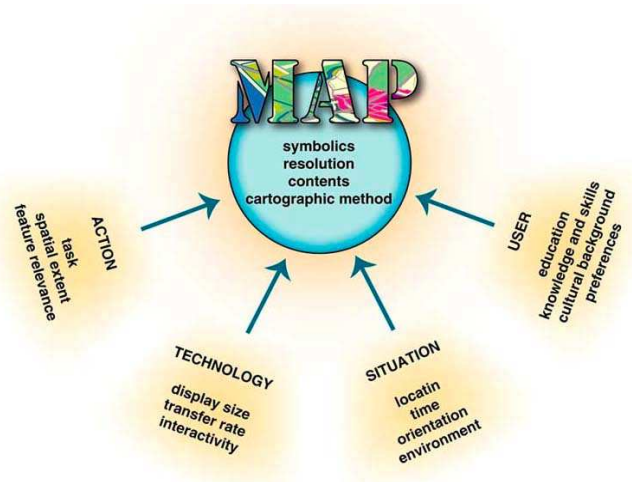 MAP
symbolics
resolution
contents
cartographic method
ACTION
task
spatial extent
feature relevance
TECHNOLOGY
display size
transfer rate
interactivity
SITUATION
locatin
time
orientation
environment
USER
education
knowledge and skills
cultural background
preferences